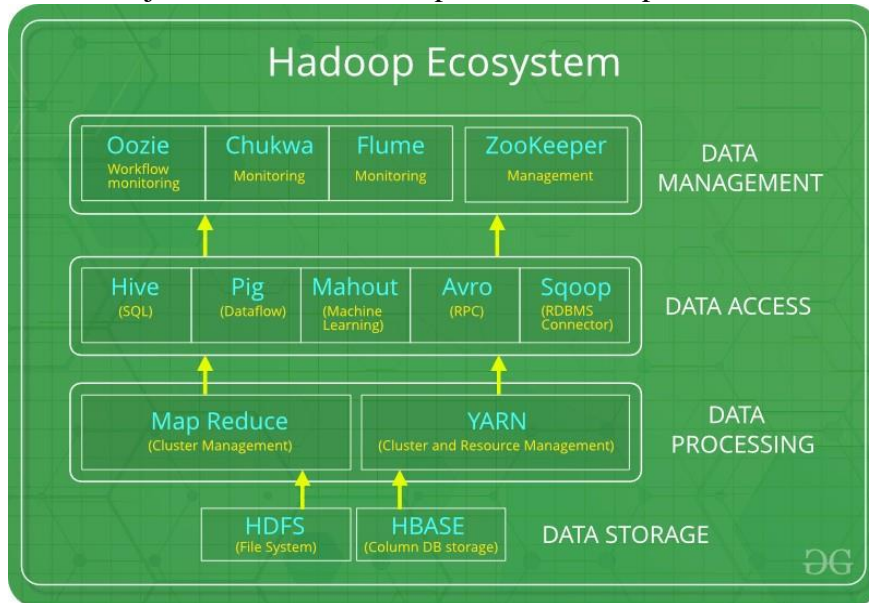 Hadoop Ecosystem
Oozie
Workflow
monitoring
Chukwa
Monitoring
Flume
Monitoring
ZooKeeper
Management
DATA
MANAGEMENT
Hive
(SQL)
Pig
(Dataflow)
Mahout
(Machine
Learning)
Avro
(RPC)
Sqoop
(RDBMS
Connector)
DATA ACCESS
Map Reduce
(Cluster Management)
YARN
(Cluster and Resource Management)
DATA
PROCESSING
HDFS
(File System)
HBASE
(Column DB storage)
DATA STORAGE